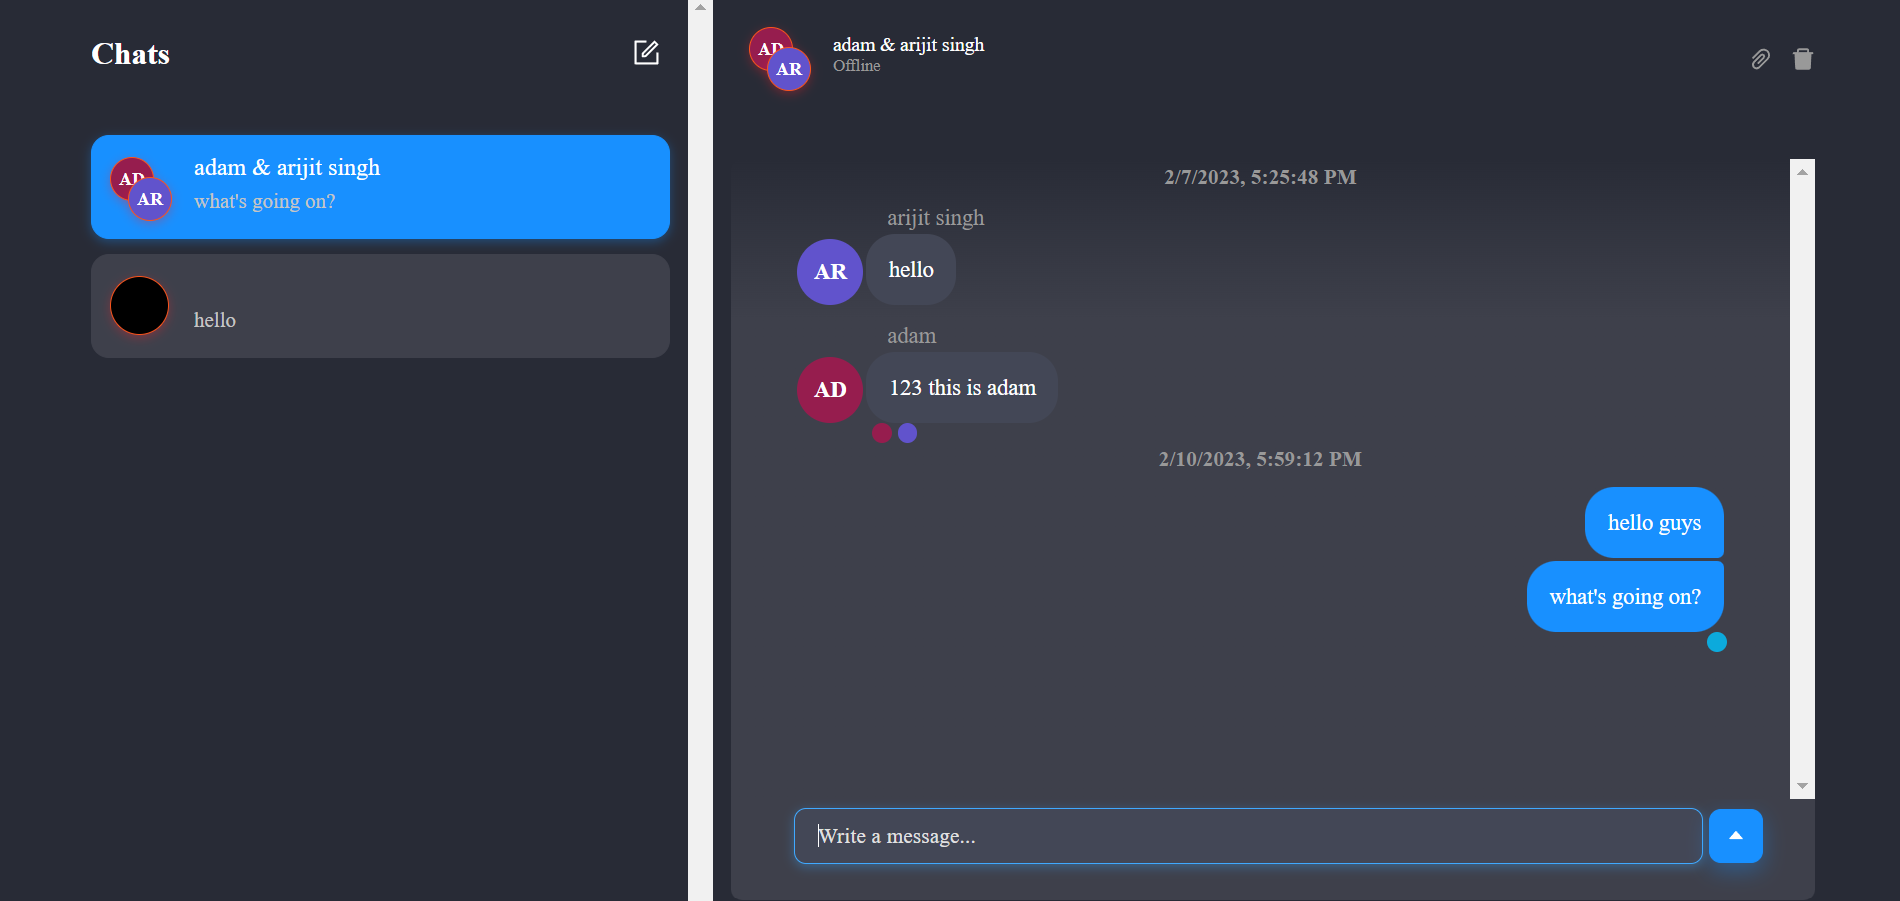 Chats
AD
AR
adam & arijit singh
what's going on?
hello
AD
AR
adam & arijit singh
Offline
2/7/2023, 5:25:48 PM
arijit singh
AR
hello
adam
AD
123 this is adam
2/10/2023, 5:59:12 PM
hello guys
what's going on?
Write a message...